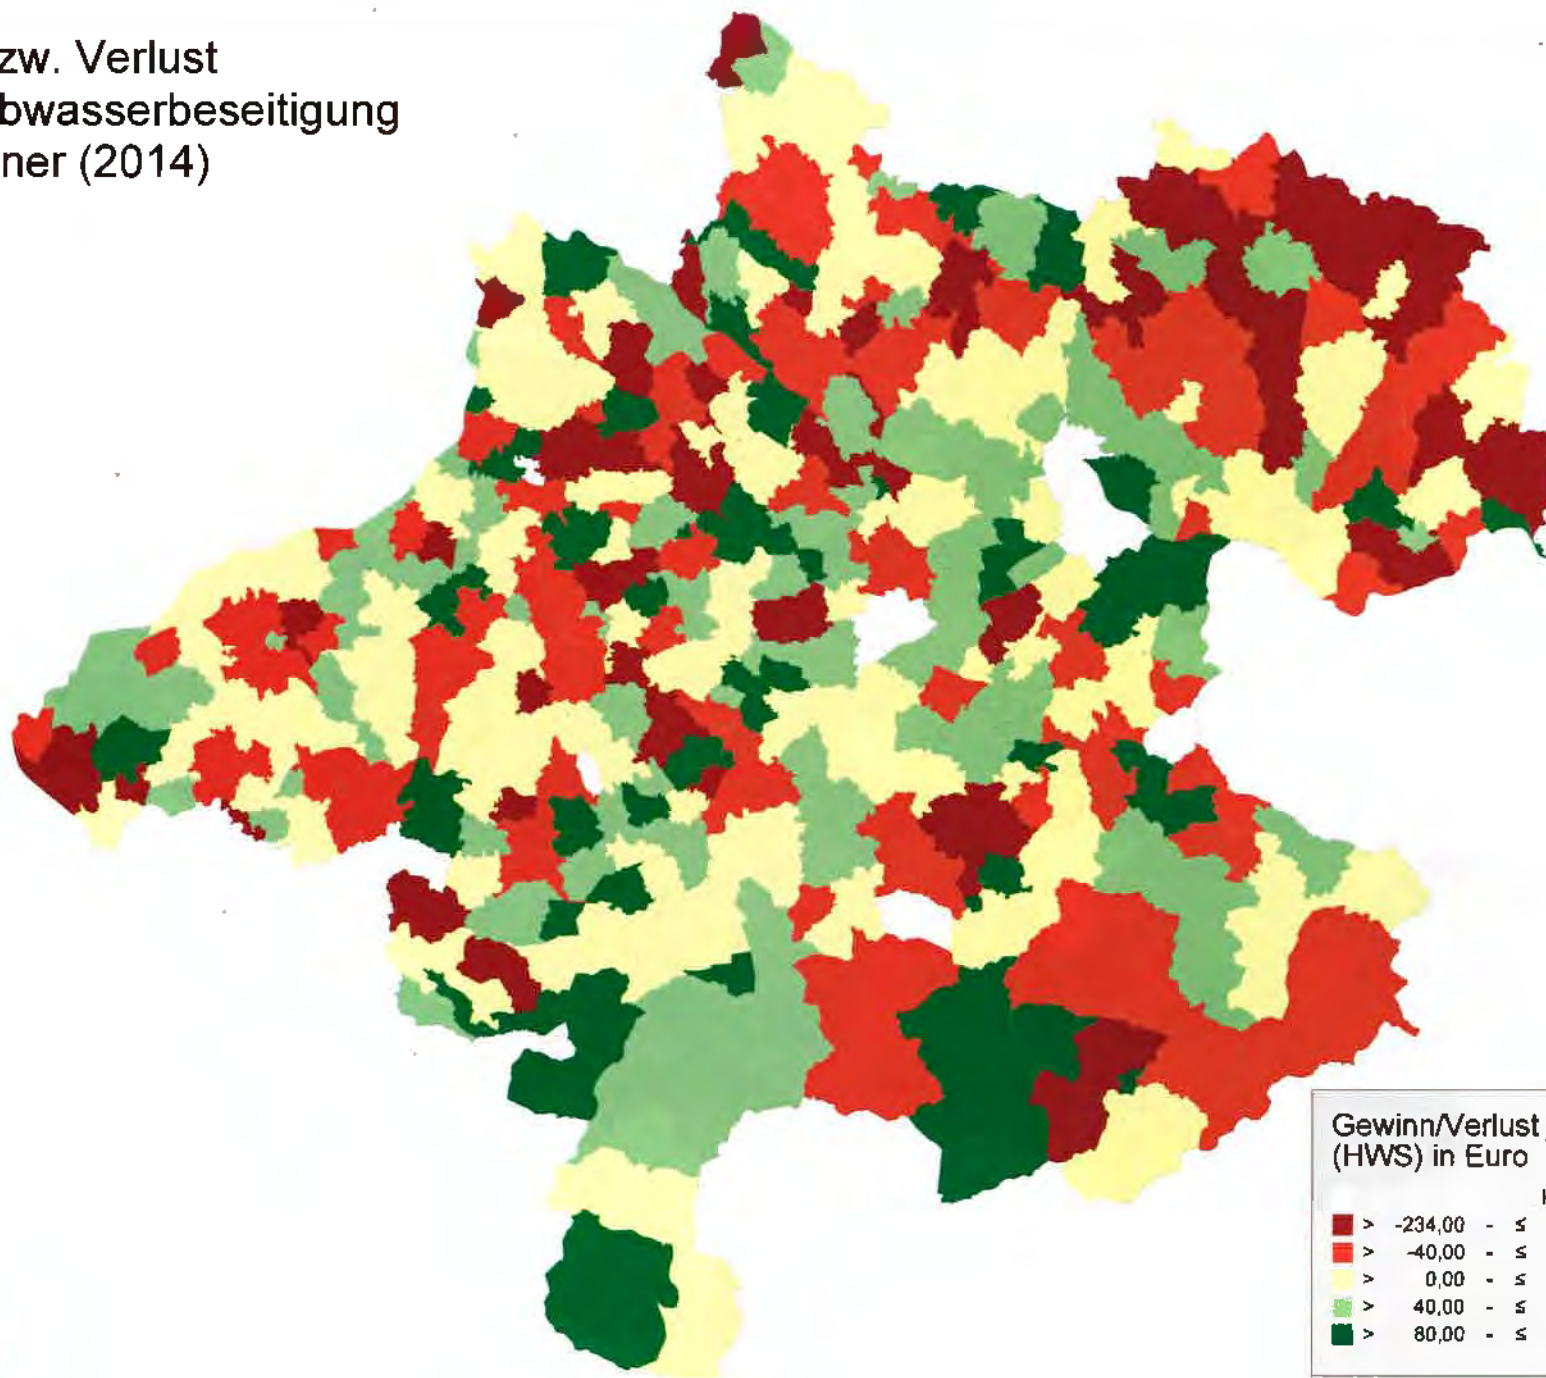 zw. Verlust
bwasserbeseitigung
ner (2014)
Gewinn/Verlust
(HWS) in Euro
> -234,00 - ≤
> -40,00 - ≤
> 0,00 - ≤
> 40,00 - ≤
> 80,00 - ≤